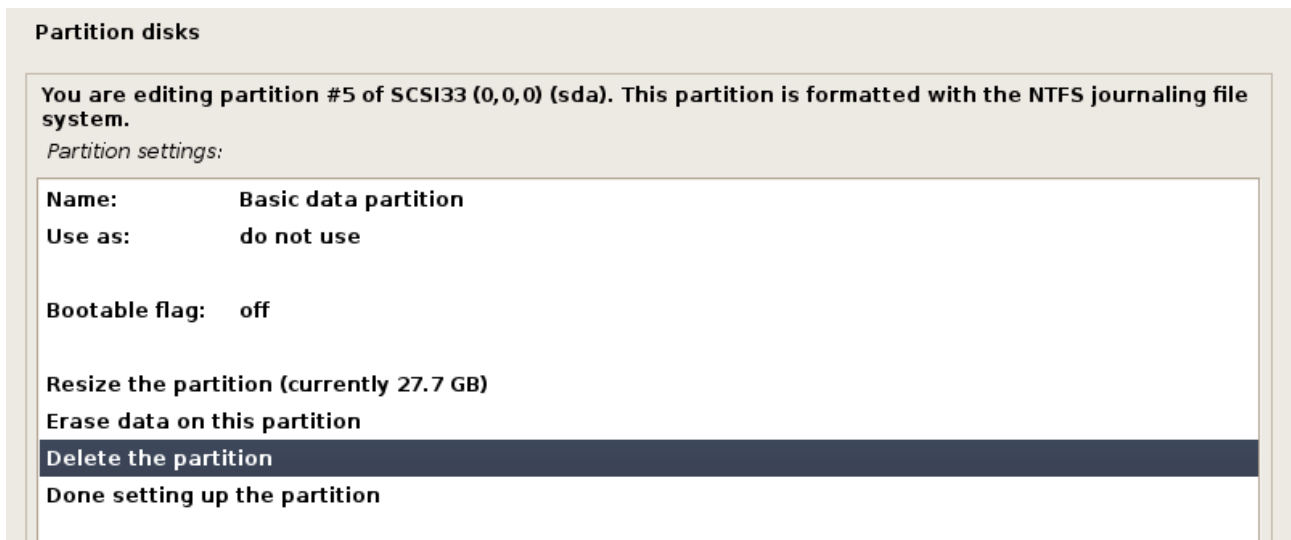 Partition disks
You are editing partition #5 of SCSI33 (0,0,0) (sda). This partition is formatted with the NTFS journaling file
system.
Partition settings:
Name: Basic data partition
Use as: do not use
Bootable flag: off
Resize the partition (currently 27.7 GB)
Erase data on this partition
Delete the partition
Done setting up the partition